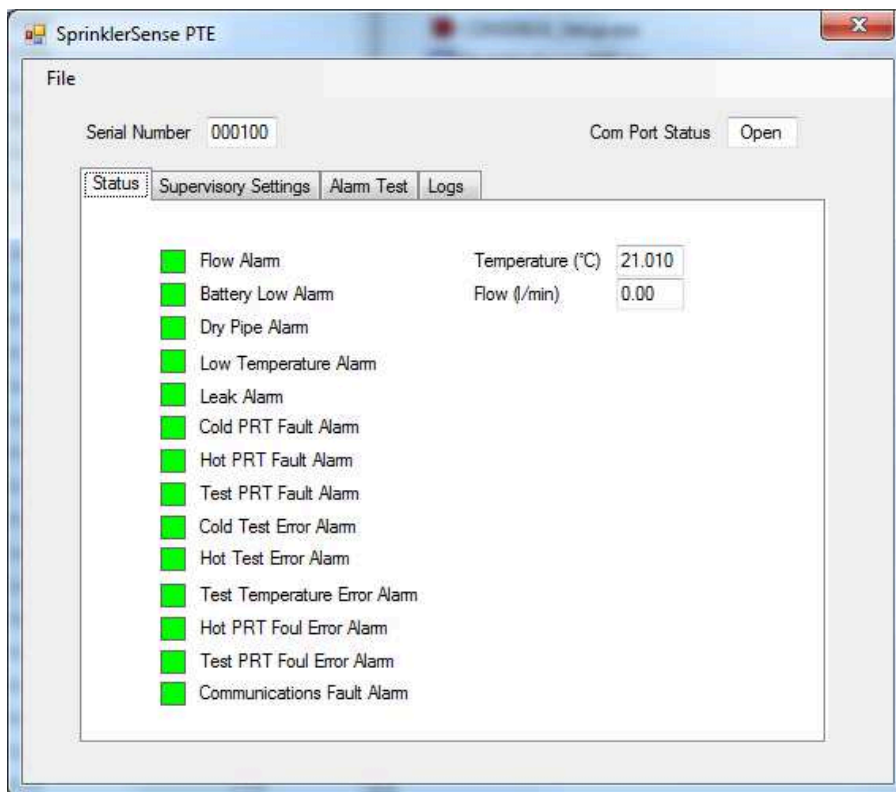 SprinklerSense PTE
File
Serial Number 000100 Com Port Status Open
Status Supervisory Settings Alarm Test Logs
Flow Alarm Temperature (°C) 21.010
Battery Low Alarm Flow (l/min) 0.00
Dry Pipe Alarm
Low Temperature Alarm
Leak Alarm
Cold PRT Fault Alarm
Hot PRT Fault Alarm
Test PRT Fault Alarm
Cold Test Error Alarm
Hot Test Error Alarm
Test Temperature Error Alarm
Hot PRT Foul Error Alarm
Test PRT Foul Error Alarm
Communications Fault Alarm